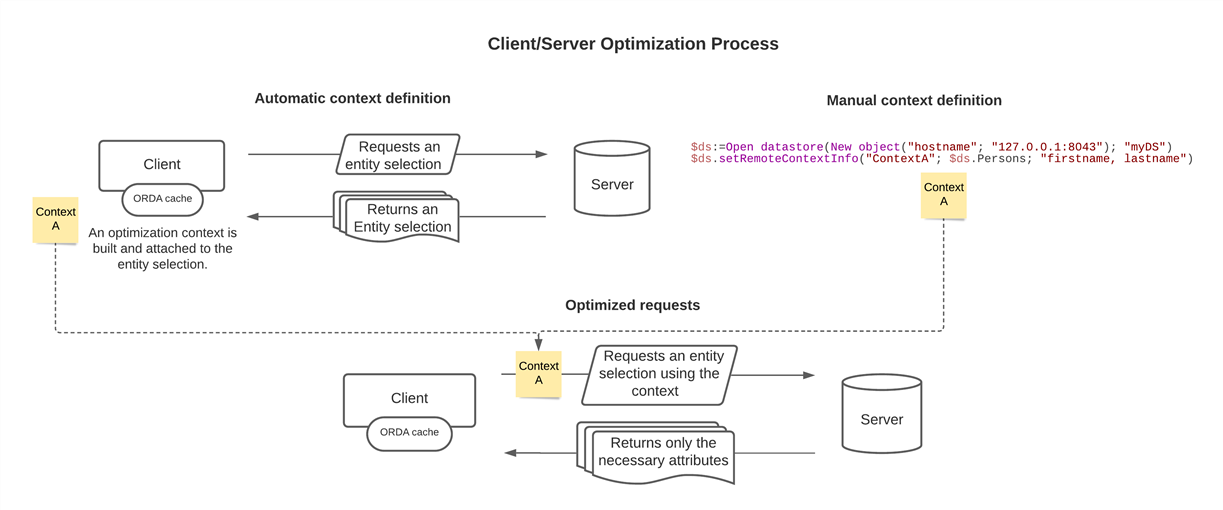 Client/Server Optimization Process
Automatic context definition
Manual context definition
Client
ORDA cache
Context
A
An optimization context is
built and attached to the
entity selection.
Requests an
entity selection
Returns an
Entity selection
Server
$ds:=Open datastore(New object("hostname"; "127.0.0.1:8043"); "myDS")
$ds.setRemoteContextInfo("ContextA"; $ds.Persons; "firstname, lastname")
Context
A
Optimized requests
Client
ORDA cache
Context
A
Requests an entity
selection using the
context
Returns only the
necessary attributes
Server